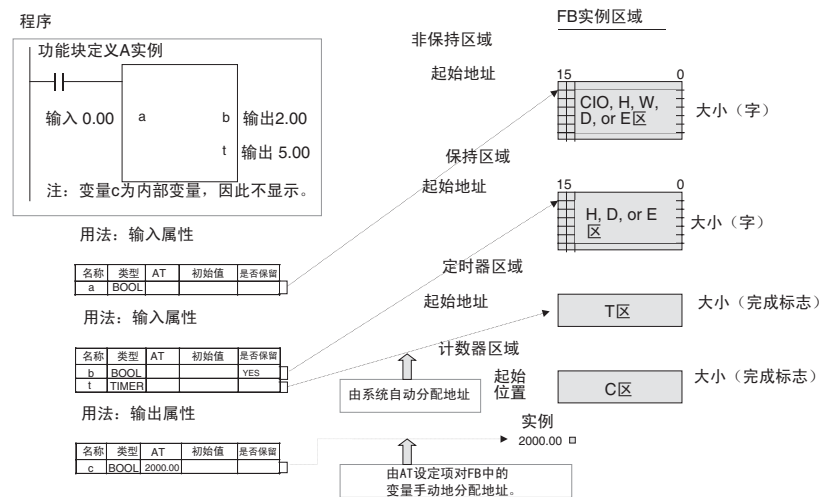 程序
功能块定义A实例
输入 0.00
a
b
输出2.00
t
输出 5.00
注：变量c为内部变量，因此不显示。
用法：输入属性
名称 类型 AT 初始值 是否保留
a BOOL
用法：输入属性
名称 类型 AT 初始值 是否保留
b BOOL YES
t TIMER
用法：输出属性
名称 类型 AT 初始值 是否保留
c BOOL 2000.00
FB实例区域
非保持区域
起始地址
15 0
CIO, H, W,
D, or E区
大小（字）
保持区域
起始地址
15 0
H, D, or E
区
大小（字）
定时器区域
起始地址
T区
大小（完成标志）
计数器区域
起始
位置
C区
大小（完成标志）
由系统自动分配地址
实例
2000.00
由AT设定项对FB中的
变量手动地分配地址。